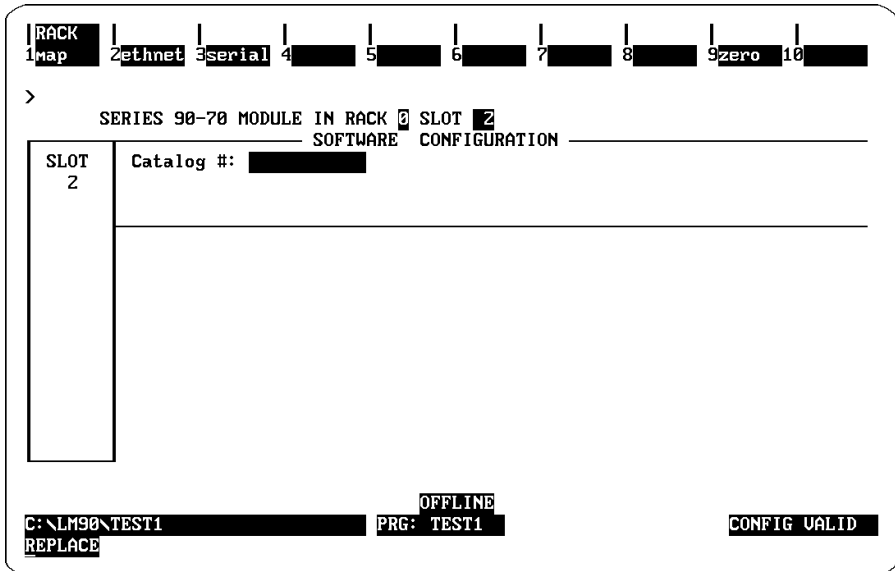 RACK
1map 2ethnet 3serial 4 5 6 7 8 9zero 10
>
SERIES 90-70 MODULE IN RACK 0 SLOT 2
SOFTWARE CONFIGURATION
SLOT Catalog #:
2
OFFLINE
C:\LM90\TEST1 PRG: TEST1 CONFIG VALID
REPLACE